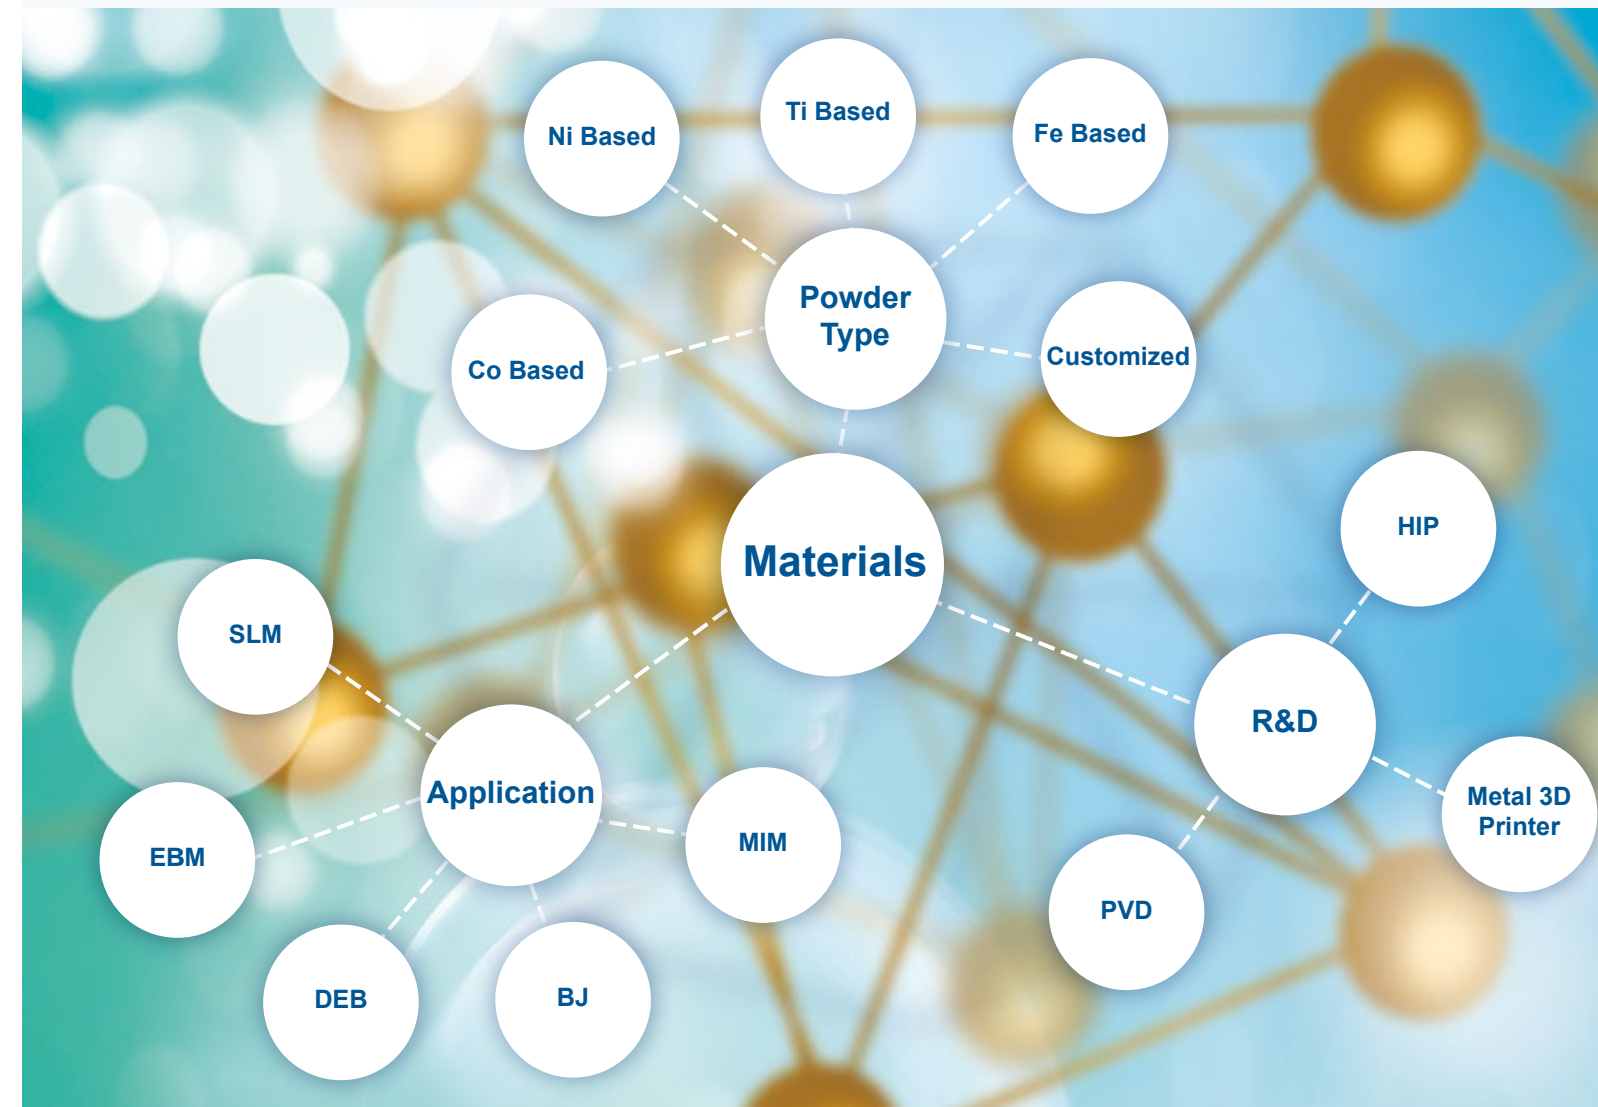 Ti Based
Ni Based
Fe Based
Powder
Type
Customized
Co Based
Materials
HIP
SLM
R&D
Application
Metal 3D
Printer
MIM
EBM
PVD
DEB
BJ